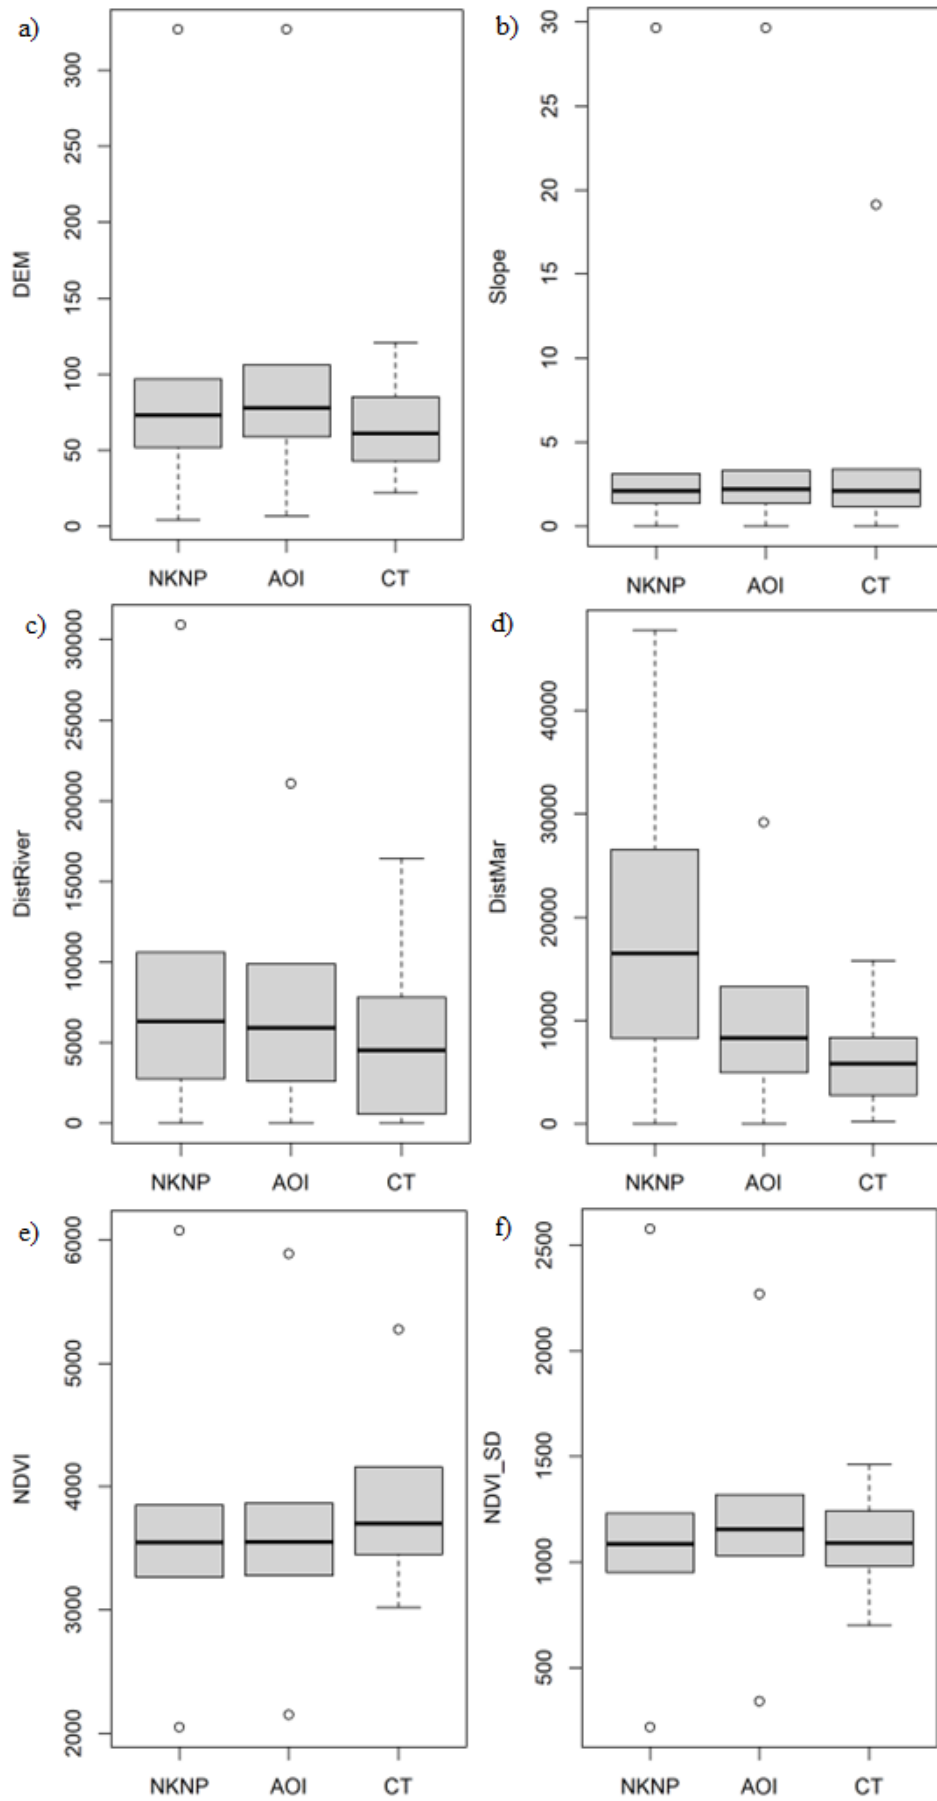 a)
DEM
0 50 100 150 200 250 300
NKNP AOI CT
b)
Slope
0 5 10 15 20 25 30
NKNP AOI CT
c)
DistRiver
0 5000 10000 15000 20000 25000 30000
NKNP AOI CT
d)
DistMar
0 10000 20000 30000 40000
NKNP AOI CT
e)
NDVI
2000 3000 4000 5000 6000
NKNP AOI CT
f)
NDVI_SD
500 1000 1500 2000 2500
NKNP AOI CT